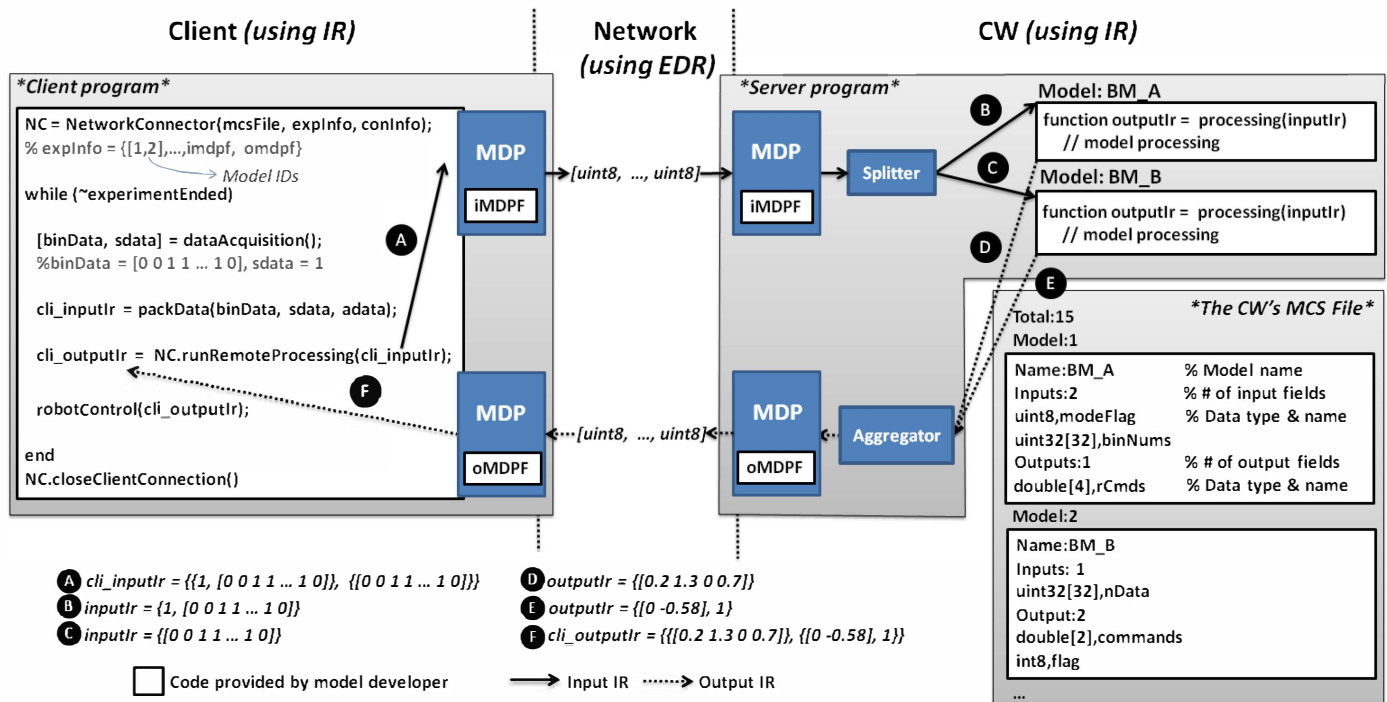 Client (using IR)
Network
(using EDR)
CW (using IR)
*Client program*
NC = NetworkConnector(mcsFile, expInfo, conInfo);
% expInfo = {[1,2],...,imdpf, omdpf}
Model IDs
while (~experimentEnded)
[binData, sdata] = dataAcquisition();
%binData = [0 0 1 1 ... 1 0], sdata = 1
cli_inputIr = packData(binData, sdata, adata);
cli_outputIr = NC.runRemoteProcessing(cli_inputIr);
robotControl(cli_outputIr);
end
NC.closeClientConnection()
A
F
MDP
iMDPF
MDP
oMDPF
[uint8, ..., uint8]
[uint8, ..., uint8]
*Server program*
MDP
iMDPF
Splitter
MDP
oMDPF
Aggregator
B
C
D
E
Model: BM_A
function outputIr = processing(inputIr)
// model processing
Model: BM_B
function outputIr = processing(inputIr)
// model processing
*The CW's MCS File*
Total:15
Model:1
Name:BM_A % Model name
Inputs:2 % # of input fields
uint8,modeFlag % Data type & name
uint32[32],binNums
Outputs:1 % # of output fields
double[4],rCmds % Data type & name
Model:2
Name:BM_B
Inputs: 1
uint32[32],nData
Output:2
double[2],commands
int8,flag
...
A cli_inputIr = {{1, [0 0 1 1 ... 1 0]}, {[0 0 1 1 ... 1 0]}}
B inputIr = {1, [0 0 1 1 ... 1 0]}
C inputIr = {[0 0 1 1 ... 1 0]}
D outputIr = {[0.2 1.3 0 0.7]}
E outputIr = {[0 -0.58], 1}
F cli_outputIr = {{[0.2 1.3 0 0.7]}, {[0 -0.58], 1}}
Code provided by model developer
Input IR
Output IR